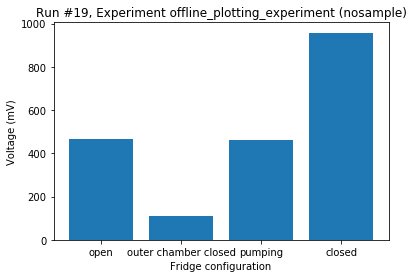 Run #19, Experiment offline_plotting_experiment (nosample)
1000
800
600
400
200
0
Voltage (mV)
open outer chamber closed pumping closed
Fridge configuration